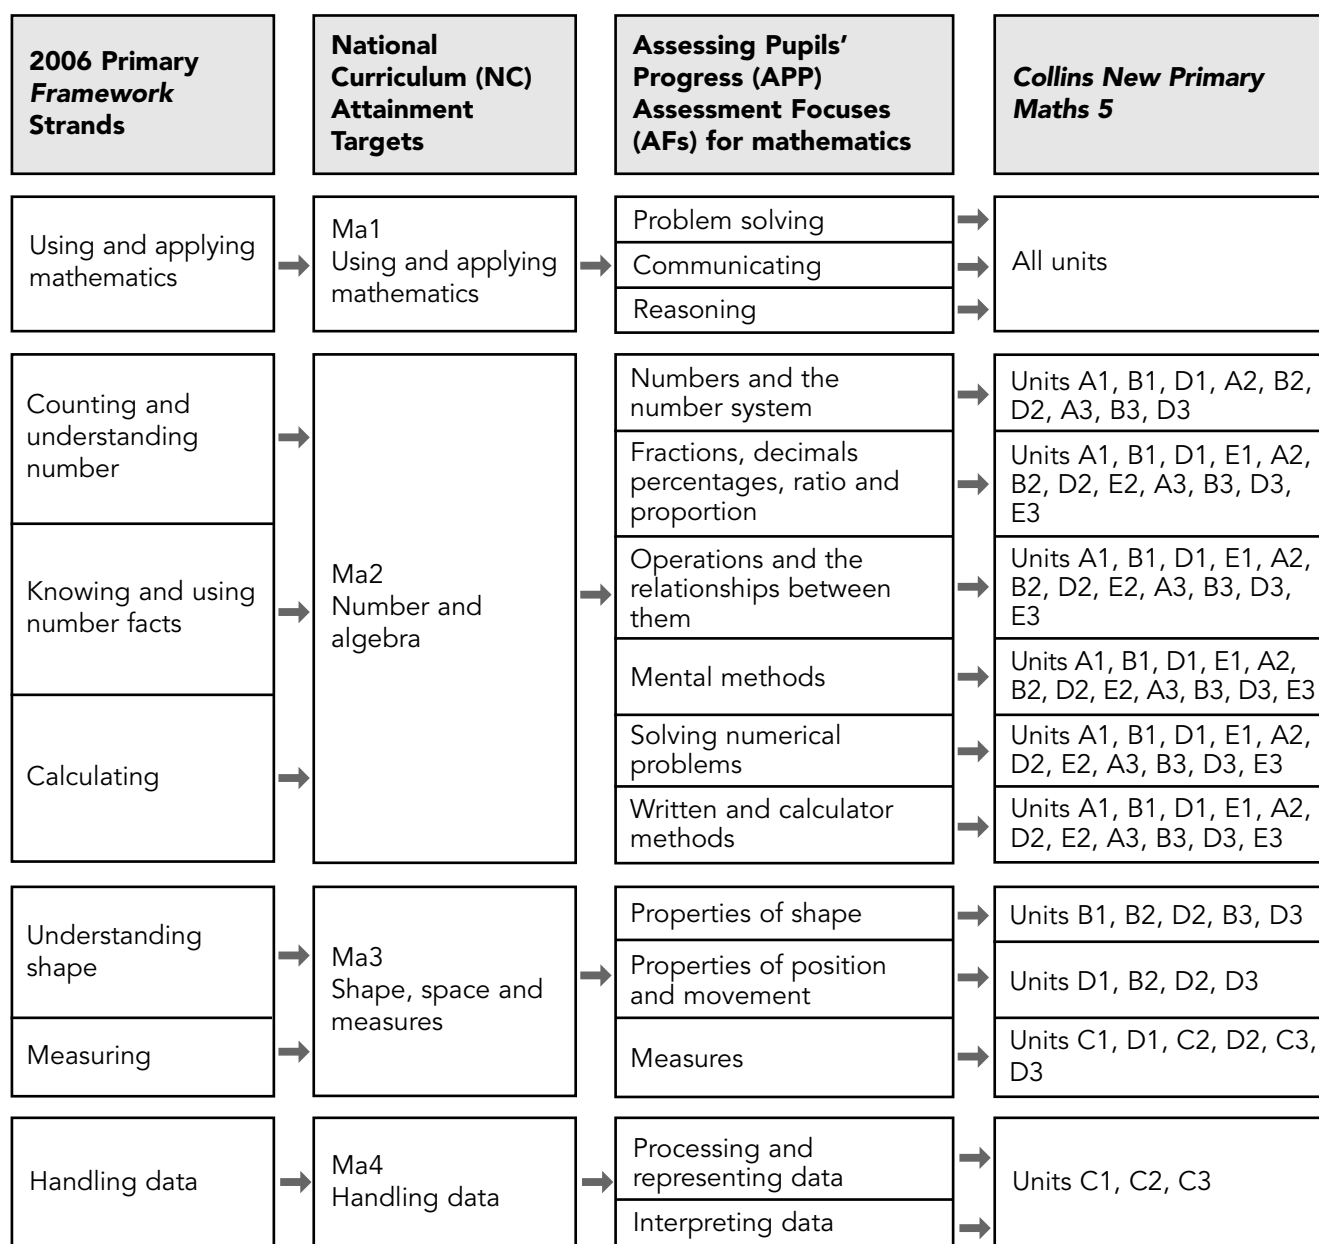 2006 Primary
Framework
Strands
National
Curriculum (NC)
Attainment
Targets
Assessing Pupils’
Progress (APP)
Assessment Focuses
(AFs) for mathematics
Collins New Primary
Maths 5
Using and applying
mathematics
Ma1
Using and applying
mathematics
Problem solving
Communicating
Reasoning
All units
Counting and
understanding
number
Knowing and using
number facts
Calculating
Ma2
Number and
algebra
Numbers and the
number system
Units A1, B1, D1, A2, B2,
D2, A3, B3, D3
Fractions, decimals
percentages, ratio and
proportion
Units A1, B1, D1, E1, A2,
B2, D2, E2, A3, B3, D3,
E3
Operations and the
relationships between
them
Units A1, B1, D1, E1, A2,
B2, D2, E2, A3, B3, D3,
E3
Mental methods
Units A1, B1, D1, E1, A2,
B2, D2, E2, A3, B3, D3, E3
Solving numerical
problems
Units A1, B1, D1, E1, A2,
D2, E2, A3, B3, D3, E3
Written and calculator
methods
Units A1, B1, D1, E1, A2,
D2, E2, A3, B3, D3, E3
Understanding
shape
Measuring
Ma3
Shape, space and
measures
Properties of shape
Units B1, B2, D2, B3, D3
Properties of position
and movement
Units D1, B2, D2, D3
Measures
Units C1, D1, C2, D2, C3,
D3
Handling data
Ma4
Handling data
Processing and
representing data
Interpreting data
Units C1, C2, C3